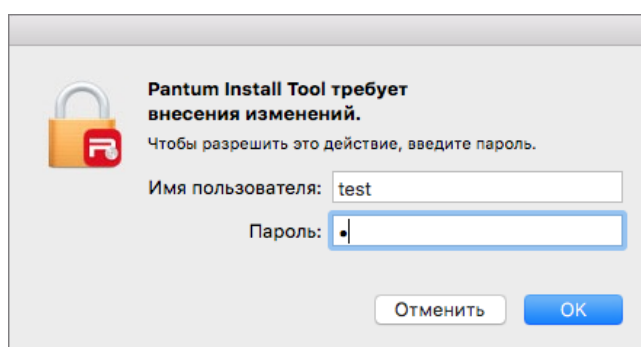 Pantum Install Tool требует
внесения изменений.
Чтобы разрешить это действие, введите пароль.
Имя пользователя: test
Пароль: •
Отменить OK